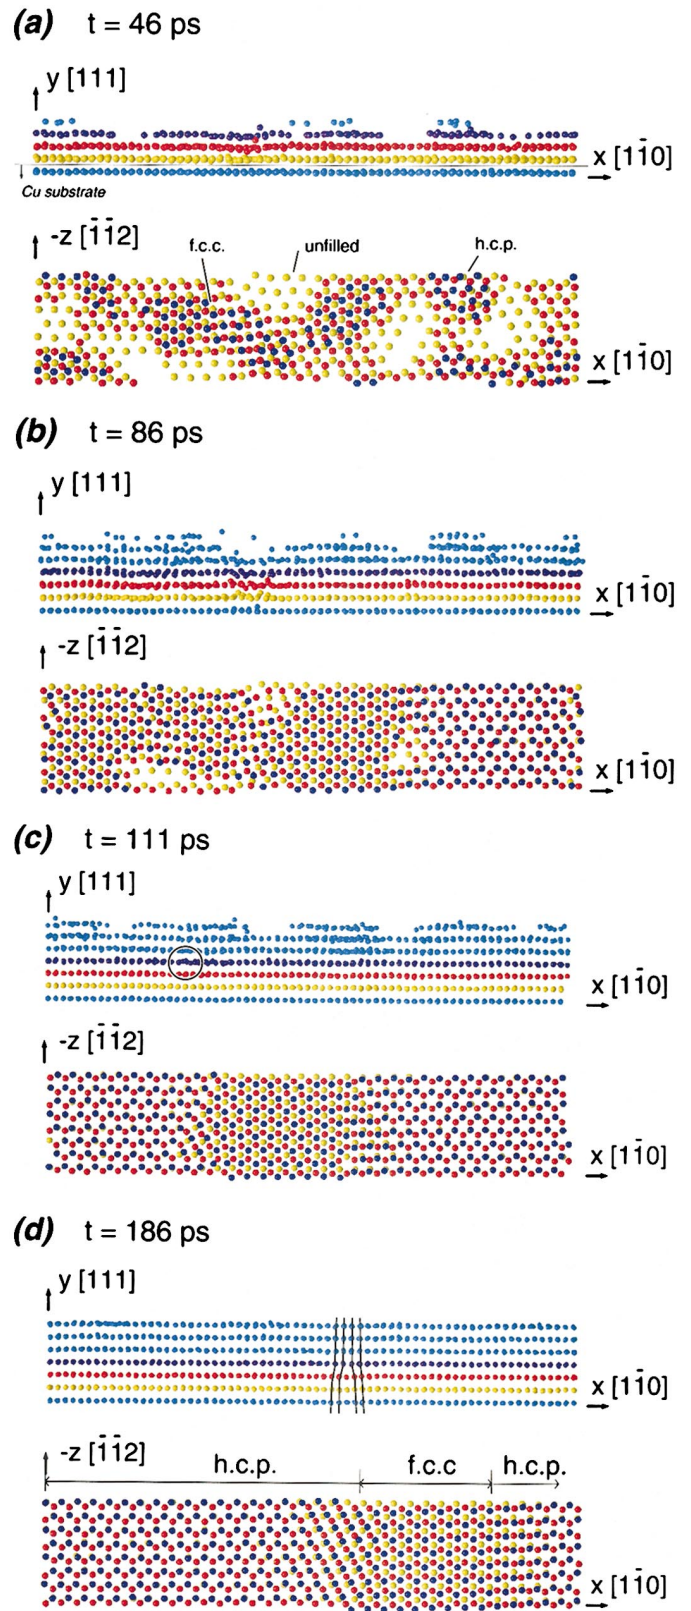 (a) t = 46 ps
y [111]
x [11̄0]
Cu substrate
-z [1̄1̄2]
f.c.c. unfilled h.c.p.
x [11̄0]
(b) t = 86 ps
y [111]
x [11̄0]
-z [1̄1̄2]
x [11̄0]
(c) t = 111 ps
y [111]
x [11̄0]
-z [1̄1̄2]
x [11̄0]
(d) t = 186 ps
y [111]
x [11̄0]
-z [1̄1̄2]
h.c.p. f.c.c h.c.p.
x [11̄0]